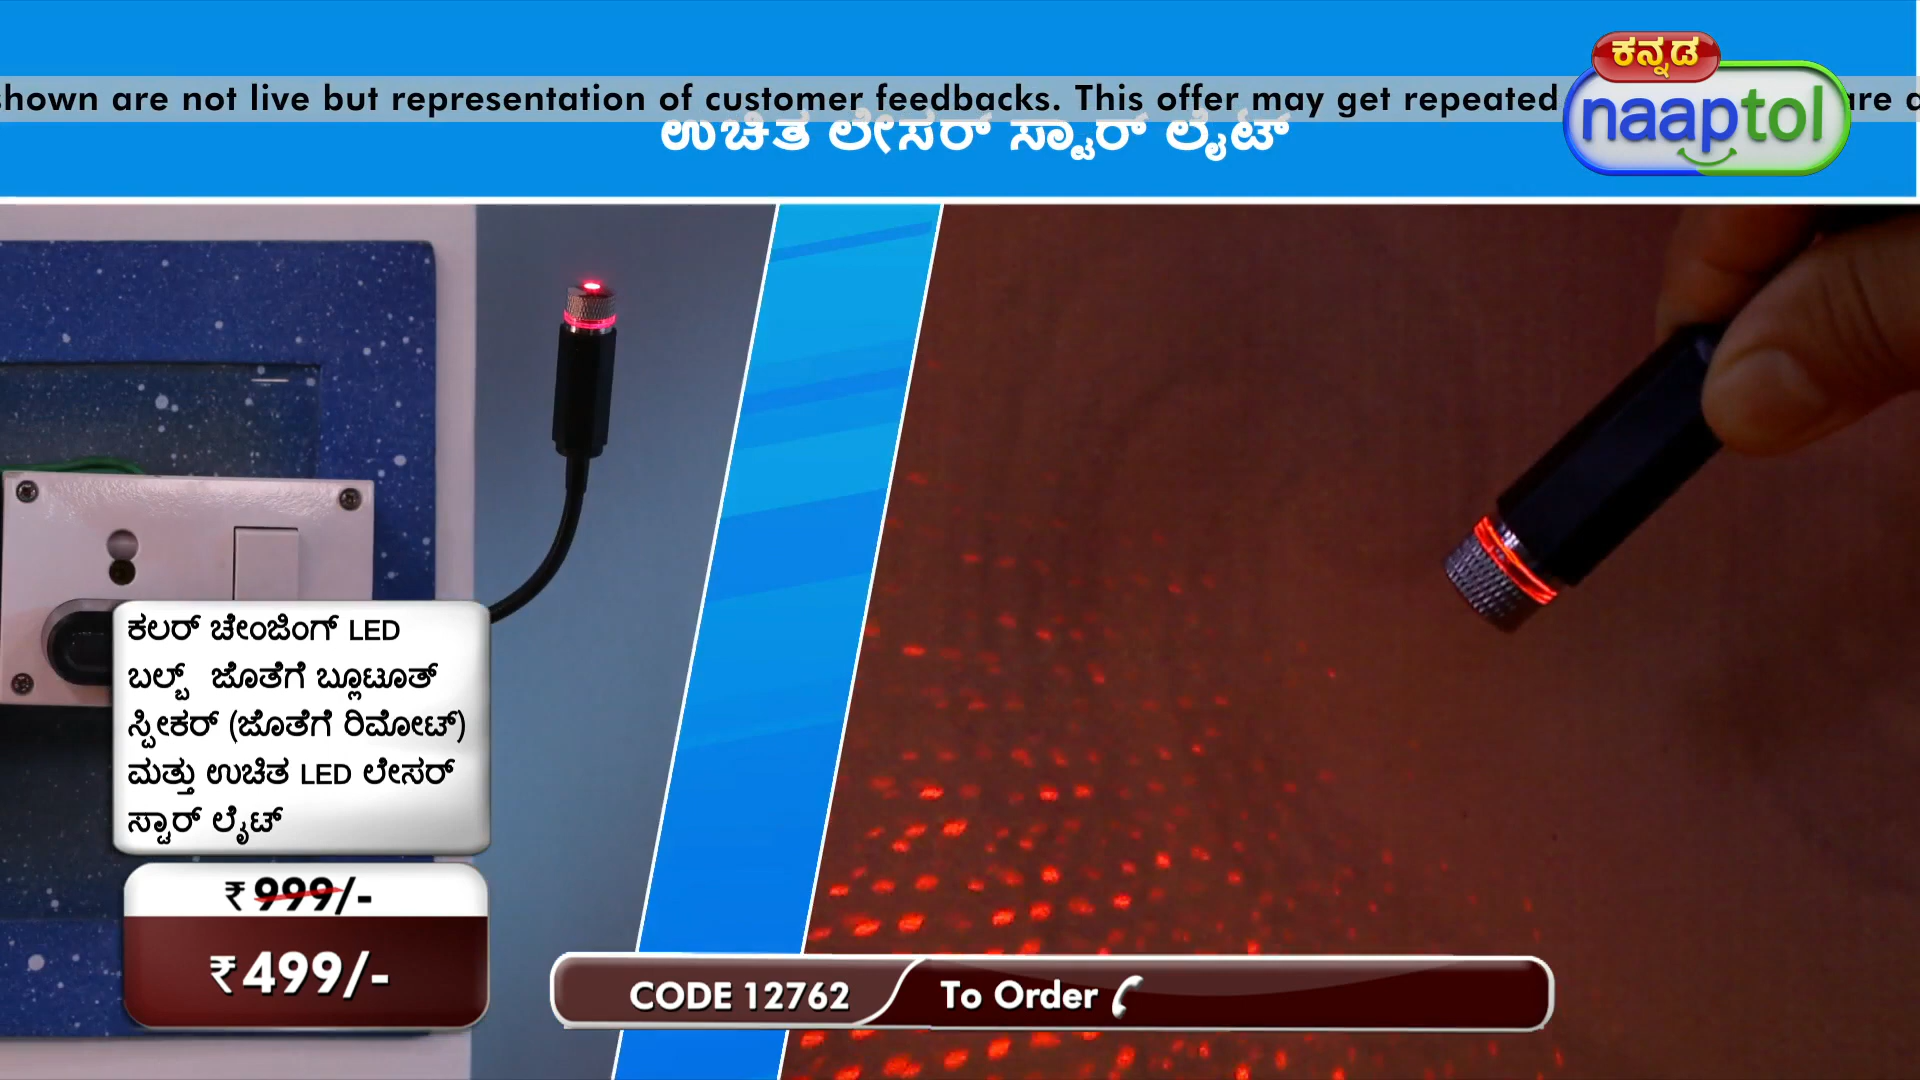 ಕನ್ನಡ
naaptol
shown are not live but representation of customer feedbacks. This offer may get repeated
ಉಚಿತ ಲೇಸರ್ ಸ್ಟಾರ್ ಲೈಟ್
ಕಲರ್ ಚೇಂಜಿಂಗ್ LED
ಬಲ್ಬ್ ಜೊತೆಗೆ ಬ್ಲೂಟೂತ್
ಸ್ಪೀಕರ್ (ಜೊತೆಗೆ ರಿಮೋಟ್)
ಮತ್ತು ಉಚಿತ LED ಲೇಸರ್
ಸ್ಟಾರ್ ಲೈಟ್
₹999/-
₹499/-
CODE 12762 To Order